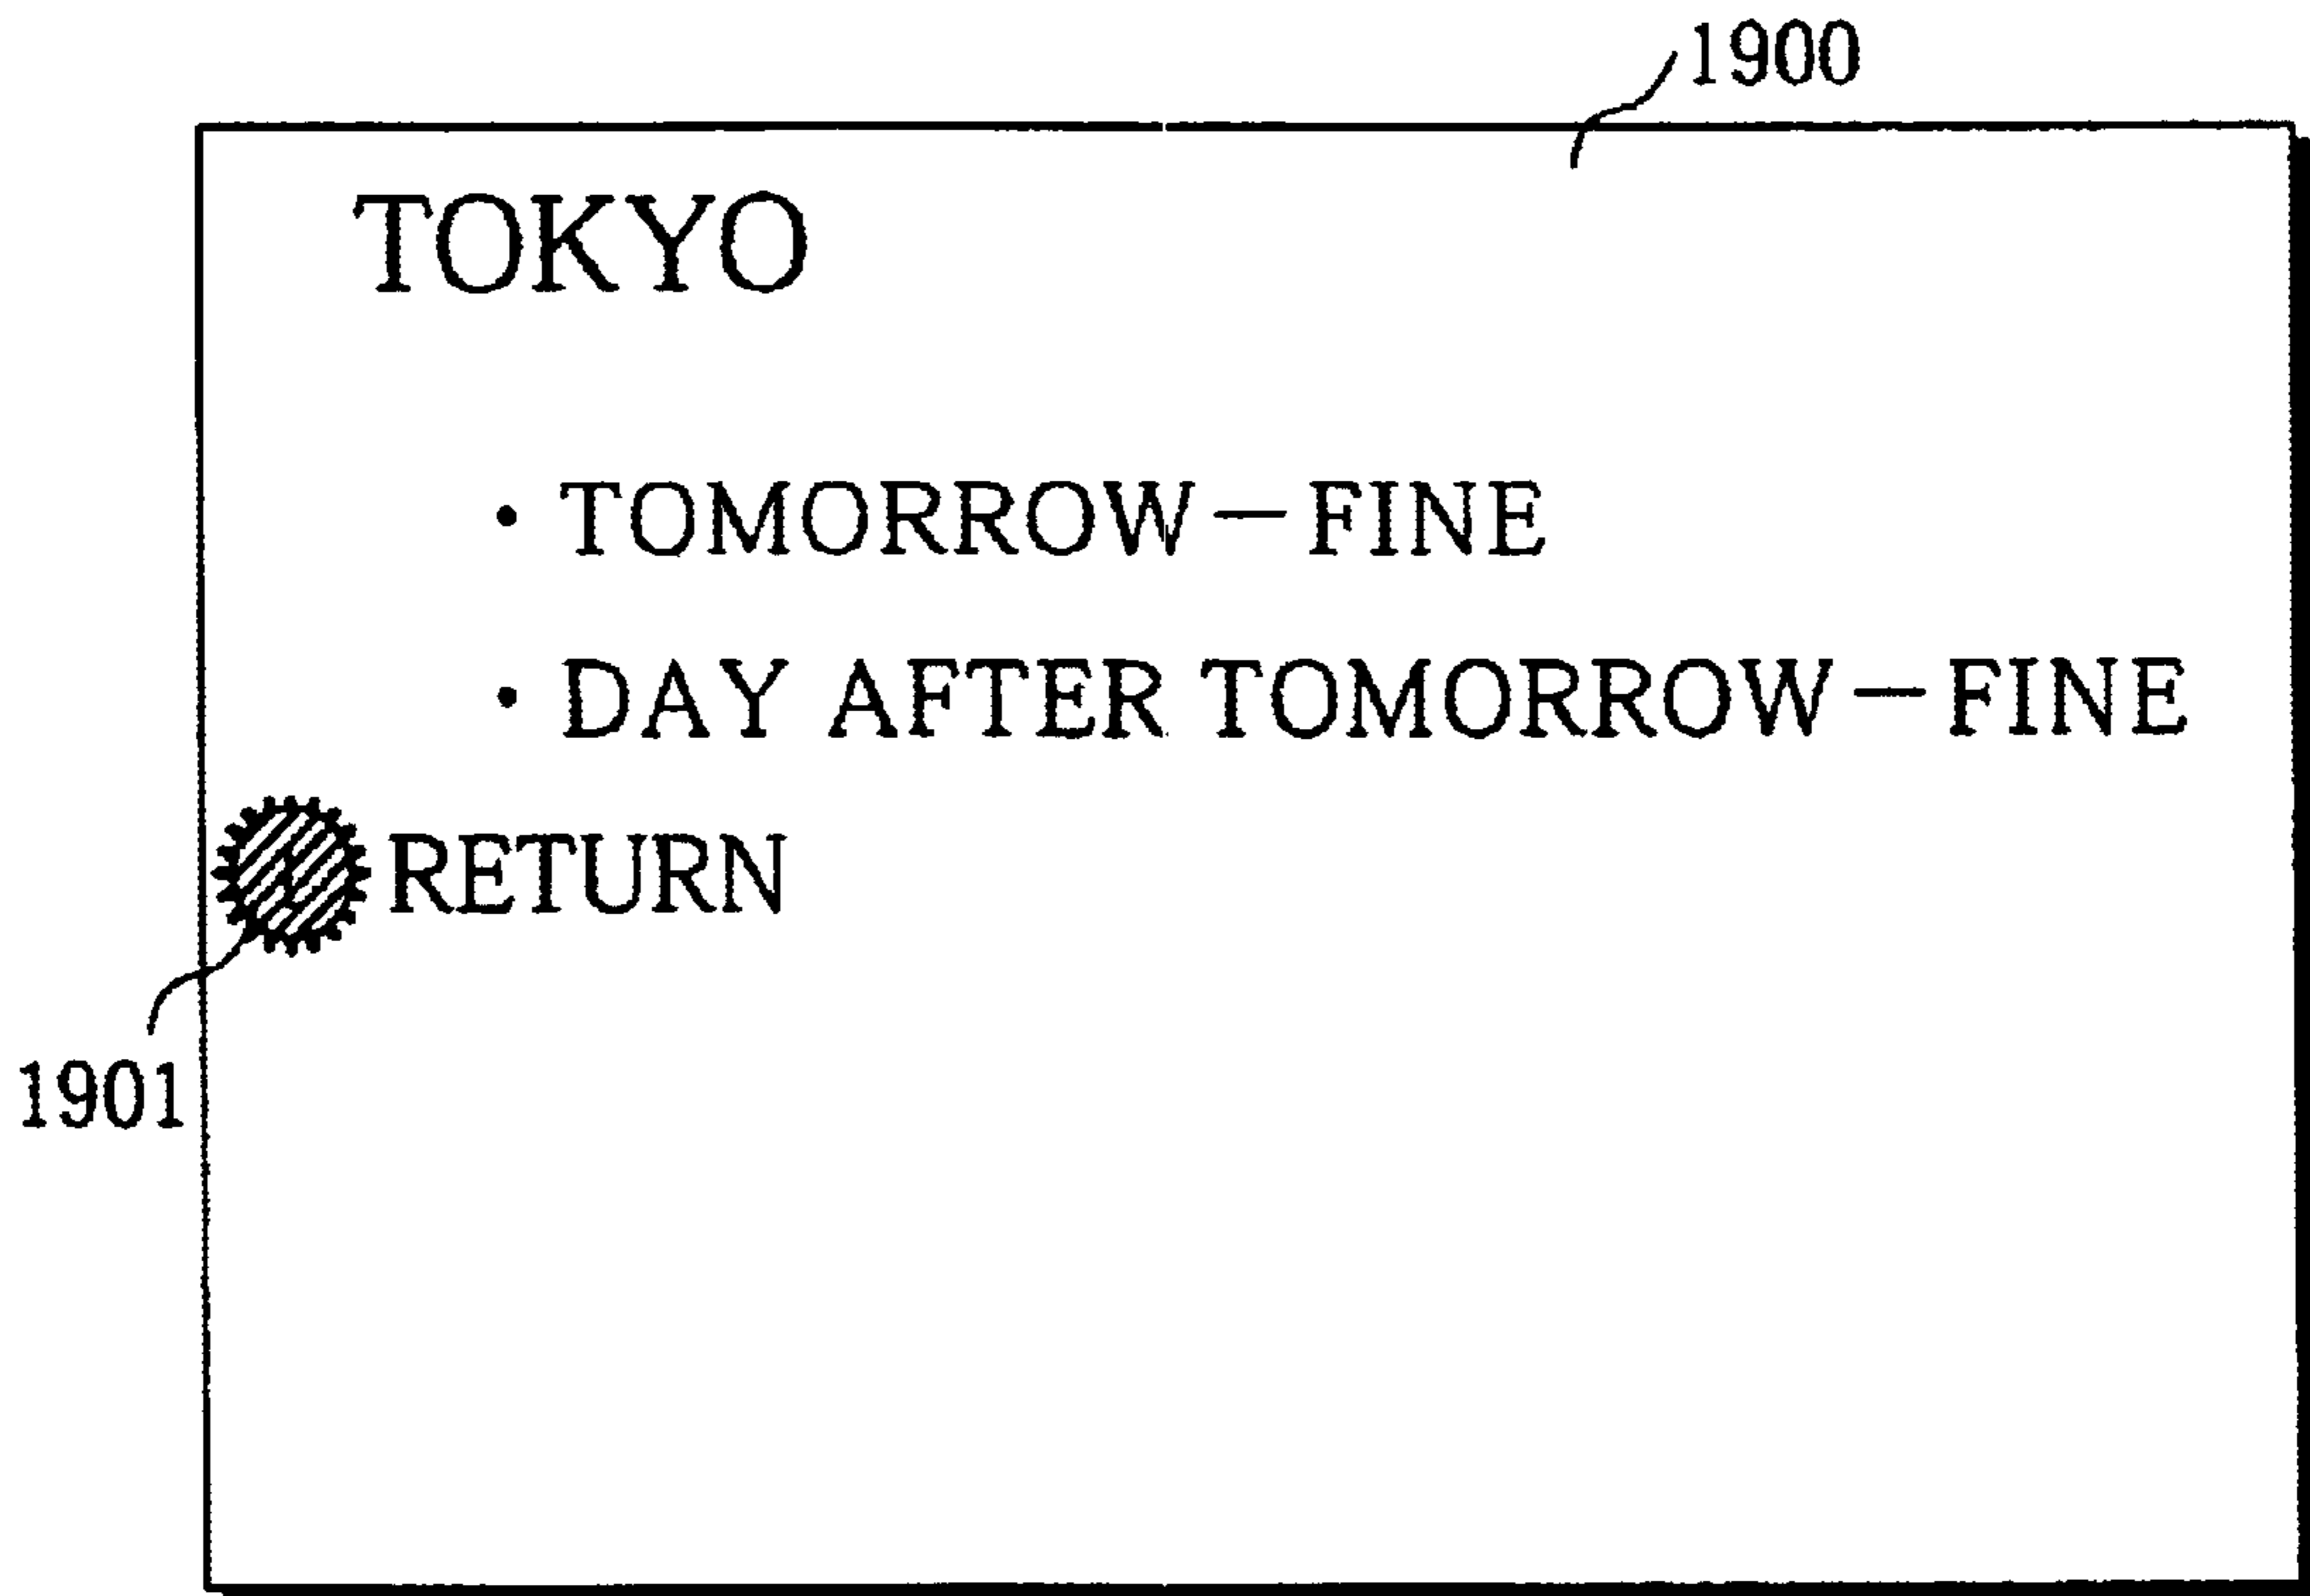 1900
TOKYO
· TOMORROW—FINE
· DAY AFTER TOMORROW—FINE
RETURN
1901